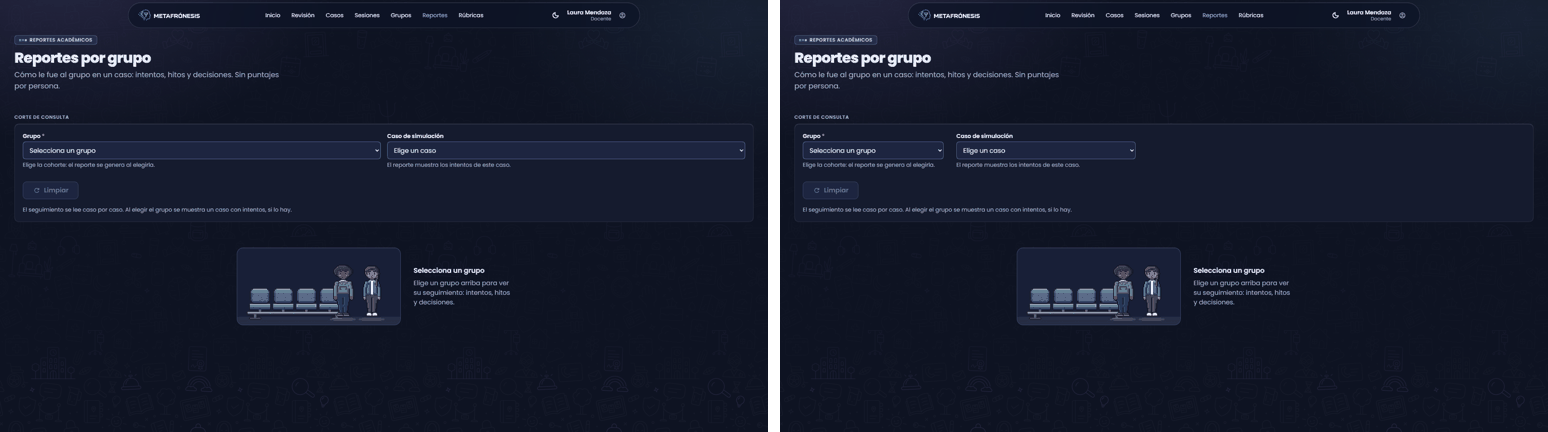 METAFRÓNESIS
Inicio Revisión Casos Sesiones Grupos Reportes Rúbricas
Laura Mendoza
Docente
REPORTES ACADÉMICOS
Reportes por grupo
Cómo le fue al grupo en un caso: intentos, hitos y decisiones. Sin puntajes
por persona.
CORTE DE CONSULTA
Grupo * Caso de simulación
Selecciona un grupo Elige un caso
Elige la cohorte: el reporte se genera al elegirla. El reporte muestra los intentos de este caso.
Limpiar
El seguimiento se lee caso por caso. Al elegir el grupo se muestra un caso con intentos, si lo hay.
Selecciona un grupo
Elige un grupo arriba para ver
su seguimiento: intentos, hitos
y decisiones.
METAFRÓNESIS
Inicio Revisión Casos Sesiones Grupos Reportes Rúbricas
Laura Mendoza
Docente
REPORTES ACADÉMICOS
Reportes por grupo
Cómo le fue al grupo en un caso: intentos, hitos y decisiones. Sin puntajes
por persona.
CORTE DE CONSULTA
Grupo * Caso de simulación
Selecciona un grupo Elige un caso
Elige la cohorte: el reporte se genera al elegirla. El reporte muestra los intentos de este caso.
Limpiar
El seguimiento se lee caso por caso. Al elegir el grupo se muestra un caso con intentos, si lo hay.
Selecciona un grupo
Elige un grupo arriba para ver
su seguimiento: intentos, hitos
y decisiones.